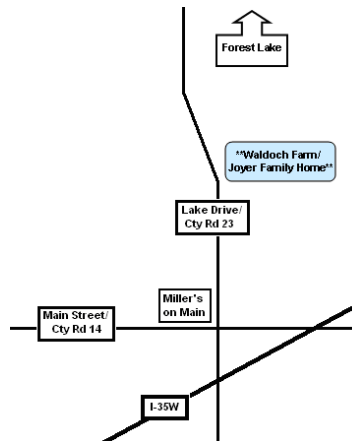 Forest Lake
**Waldoch Farm/
Joyer Family Home**
Lake Drive/
Cty Rd 23
Miller's
on Main
Main Street/
Cty Rd 14
I-35W